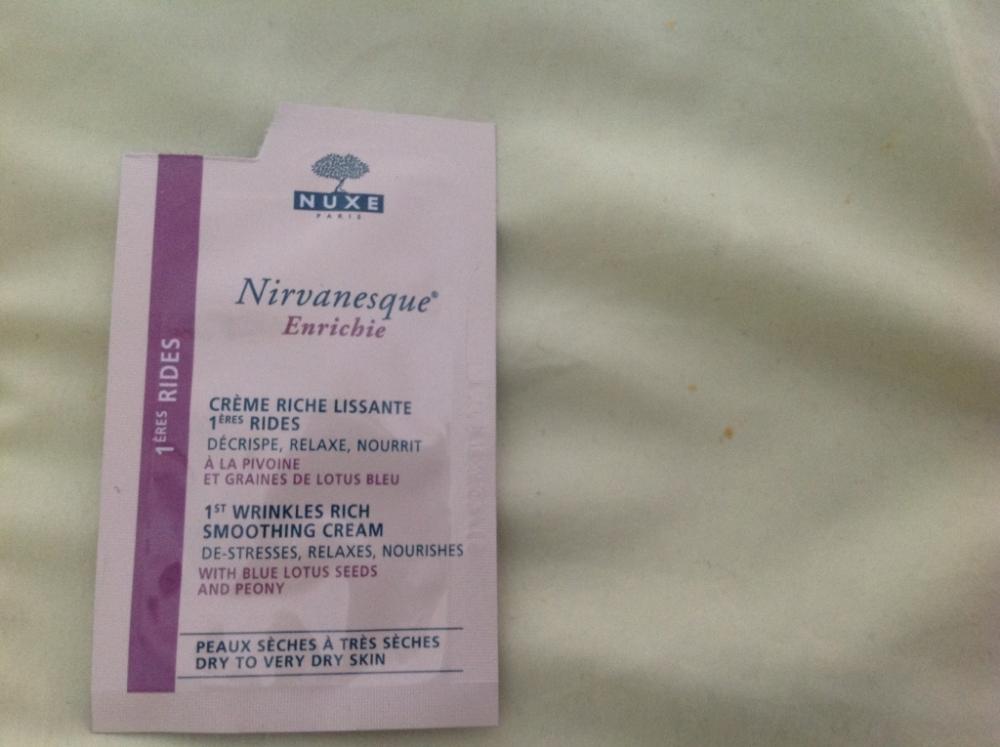 NUXE
PARIS
Nirvanesque®
Enrichie
1ÈRES RIDES
CRÈME RICHE LISSANTE
1ÈRES RIDES
DÉCRISPE, RELAXE, NOURRIT
À LA PIVOINE
ET GRAINES DE LOTUS BLEU
1ST WRINKLES RICH
SMOOTHING CREAM
DE-STRESSES, RELAXES, NOURISHES
WITH BLUE LOTUS SEEDS
AND PEONY
PEAUX SÈCHES À TRÈS SÈCHES
DRY TO VERY DRY SKIN